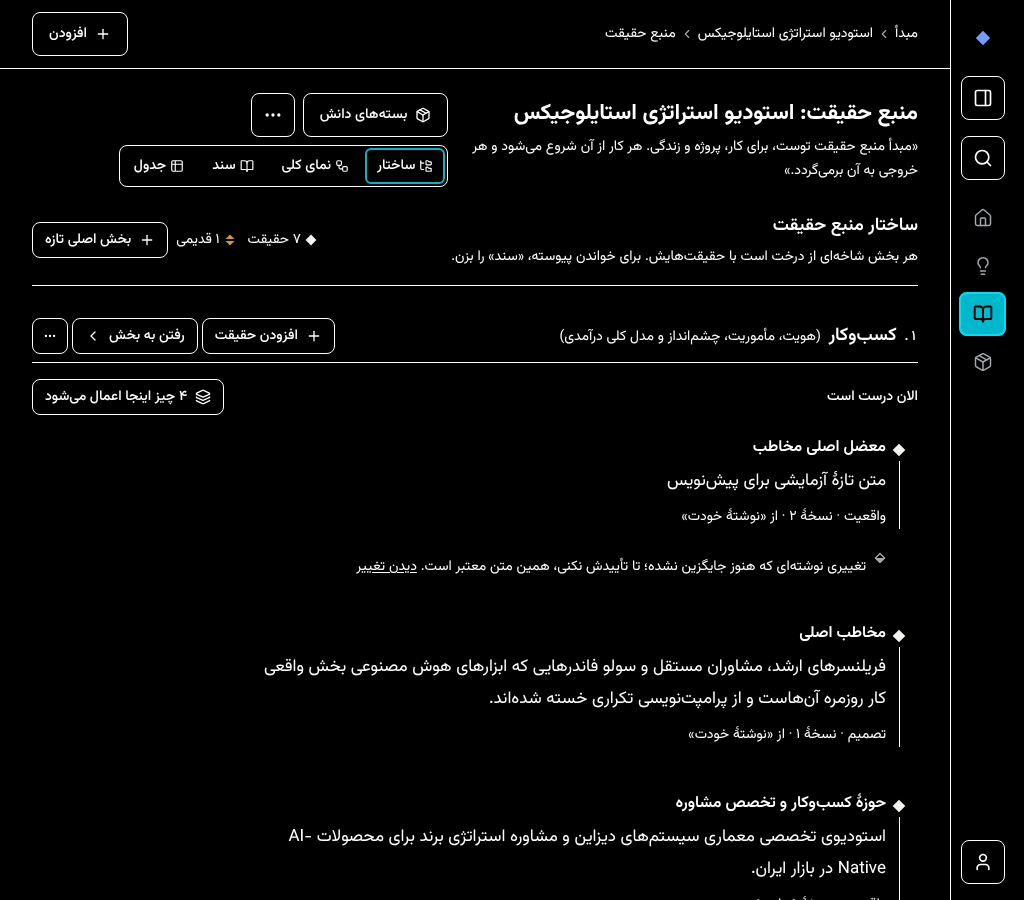 مبدأ › استودیو استراتژی استایلوجیکس › منبع حقیقت
افزودن
منبع حقیقت: استودیو استراتژی استایلوجیکس
«مبدأ منبع حقیقت توست، برای کار، پروژه و زندگی. هر کار از آن شروع می‌شود و هر
خروجی به آن برمی‌گردد.»
بسته‌های دانش
ساختار نمای کلی سند جدول
ساختار منبع حقیقت
هر بخش شاخه‌ای از درخت است با حقیقت‌هایش. برای خواندن پیوسته، «سند» را بزن.
۷ حقیقت ۱ قدیمی بخش اصلی تازه
۱. کسب‌وکار (هویت، مأموریت، چشم‌انداز و مدل کلی درآمدی)
افزودن حقیقت رفتن به بخش
الان درست است
۴ چیز اینجا اعمال می‌شود
معضل اصلی مخاطب
متن تازهٔ آزمایشی برای پیش‌نویس
واقعیت · نسخهٔ ۲ · از «نوشتهٔ خودت»
تغییری نوشته‌ای که هنوز جایگزین نشده؛ تا تأییدش نکنی، همین متن معتبر است. دیدن تغییر
مخاطب اصلی
فریلنسرهای ارشد، مشاوران مستقل و سولو فاندرهایی که ابزارهای هوش مصنوعی بخش واقعی
کار روزمره آن‌هاست و از پرامپت‌نویسی تکراری خسته شده‌اند.
تصمیم · نسخهٔ ۱ · از «نوشتهٔ خودت»
حوزهٔ کسب‌وکار و تخصص مشاوره
استودیوی تخصصی معماری سیستم‌های دیزاین و مشاوره استراتژی برند برای محصولات AI-
Native در بازار ایران.